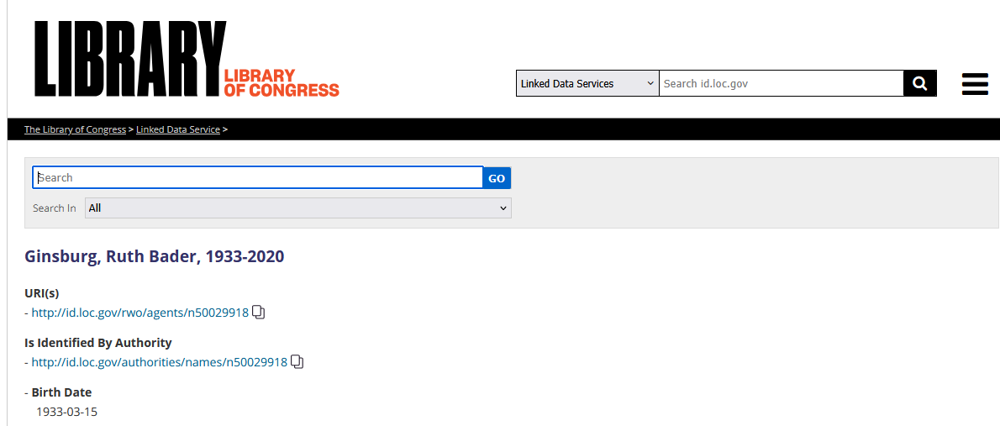 LIBRARY
LIBRARY
OF CONGRESS
Linked Data Services Search id.loc.gov
The Library of Congress > Linked Data Service >
Search GO
Search In All
Ginsburg, Ruth Bader, 1933-2020
URI(s)
- http://id.loc.gov/rwo/agents/n50029918
Is Identified By Authority
- http://id.loc.gov/authorities/names/n50029918
- Birth Date
1933-03-15